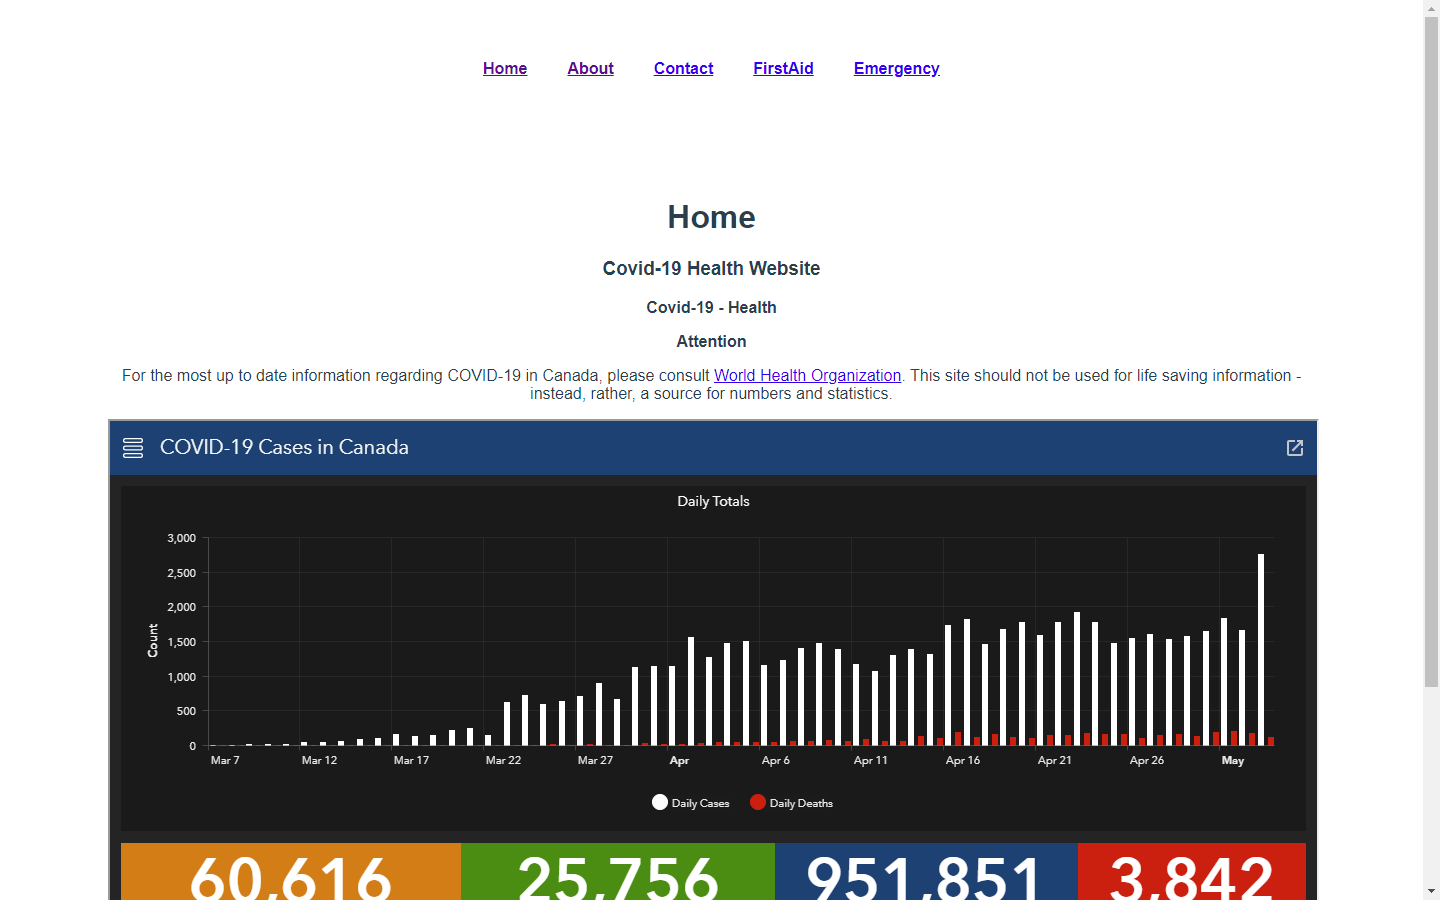 Home About Contact FirstAid Emergency
Home
Covid-19 Health Website
Covid-19 - Health
Attention
For the most up to date information regarding COVID-19 in Canada, please consult World Health Organization. This site should not be used for life saving information -
instead, rather, a source for numbers and statistics.
COVID-19 Cases in Canada
Daily Totals
3,000
2,500
2,000
1,500
1,000
500
0
Count
Mar 7 Mar 12 Mar 17 Mar 22 Mar 27 Apr Apr 6 Apr 11 Apr 16 Apr 21 Apr 26 May
Daily Cases Daily Deaths
60,616 25,756 951,851 3,842